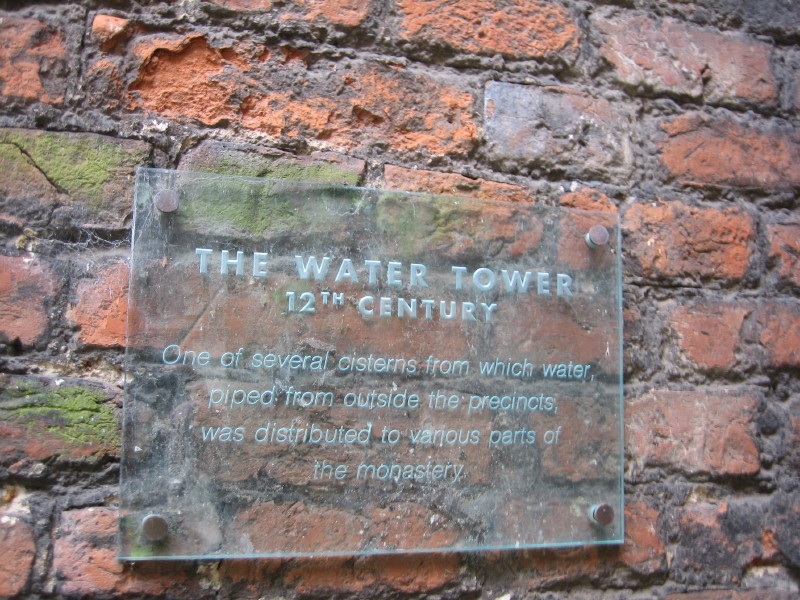 THE WATER TOWER
12TH CENTURY
One of several cisterns from which water,
piped from outside the precincts,
was distributed to various parts of
the monastery.